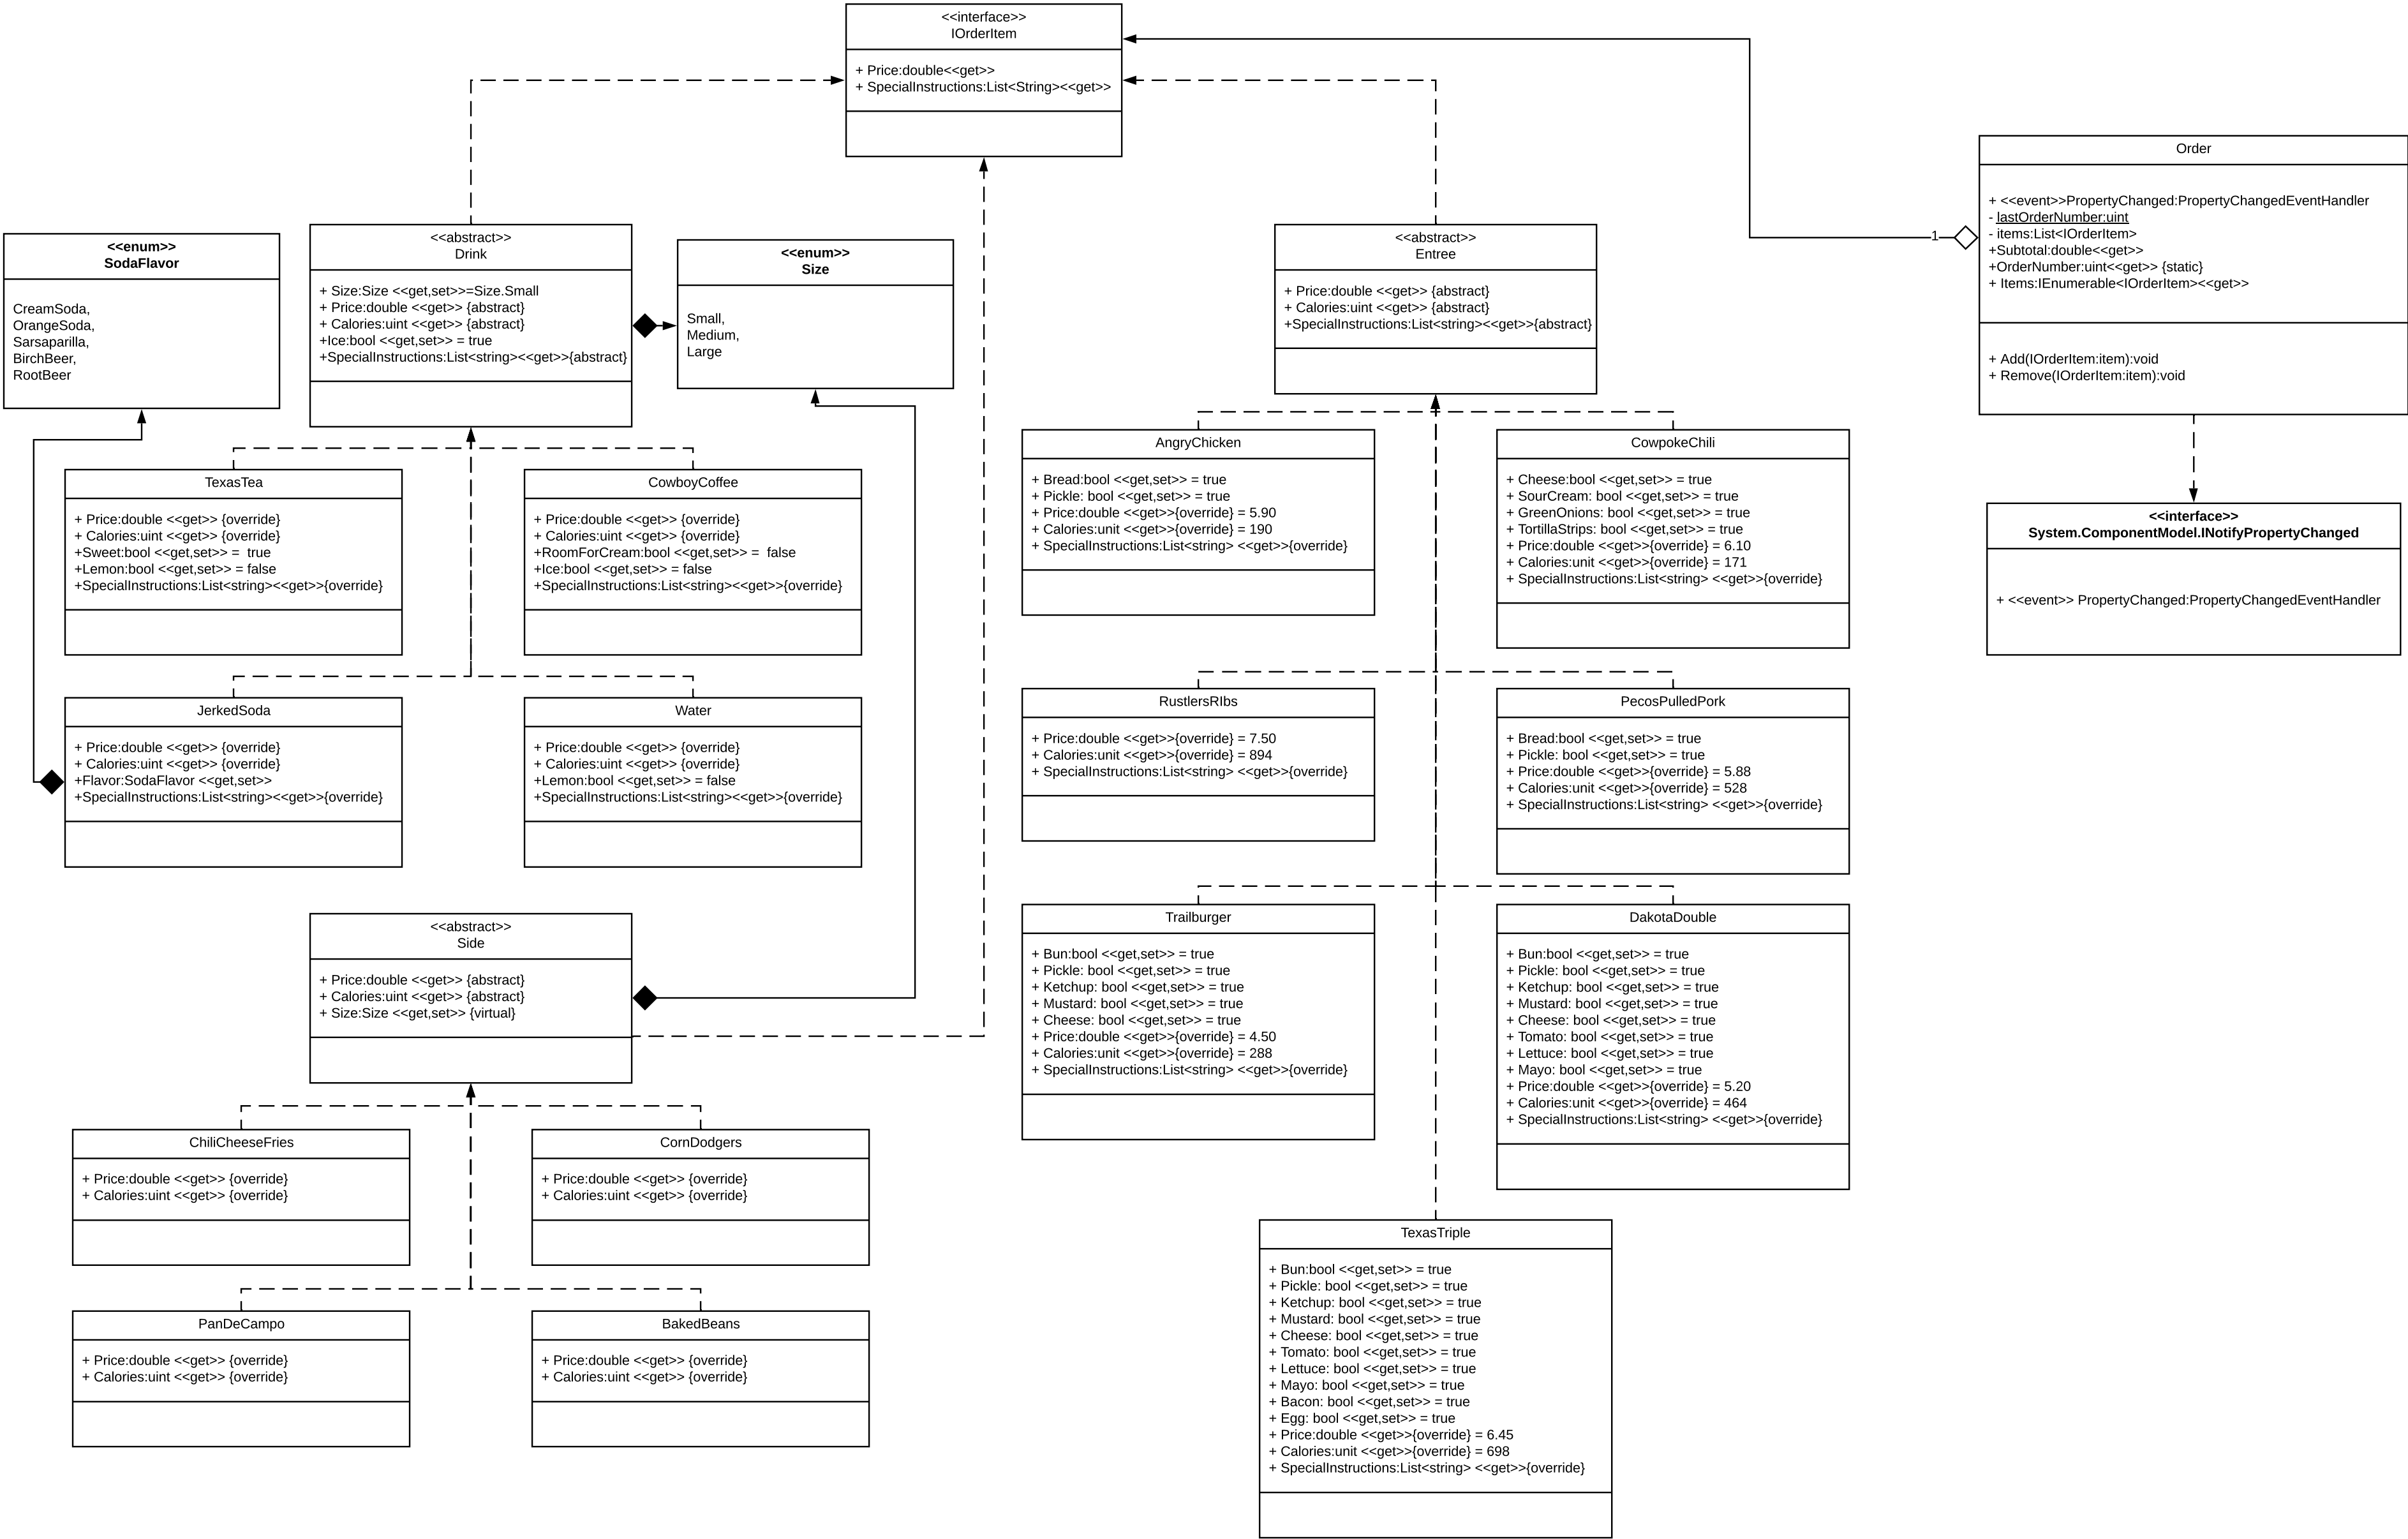 <<interface>>
IOrderItem
+ Price:double<<get>>
+ SpecialInstructions:List<String><<get>>
Order
+ <<event>>PropertyChanged:PropertyChangedEventHandler
- lastOrderNumber:uint
- items:List<IOrderItem>
+Subtotal:double<<get>>
+OrderNumber:uint<<get>> {static}
+ Items:IEnumerable<IOrderItem><<get>>
+ Add(IOrderItem:item):void
+ Remove(IOrderItem:item):void
1
<<enum>>
SodaFlavor
CreamSoda,
OrangeSoda,
Sarsaparilla,
BirchBeer,
RootBeer
<<abstract>>
Drink
+ Size:Size <<get,set>>=Size.Small
+ Price:double <<get>> {abstract}
+ Calories:uint <<get>> {abstract}
+Ice:bool <<get,set>> = true
+SpecialInstructions:List<string><<get>>{abstract}
<<enum>>
Size
Small,
Medium,
Large
<<abstract>>
Entree
+ Price:double <<get>> {abstract}
+ Calories:uint <<get>> {abstract}
+SpecialInstructions:List<string><<get>>{abstract}
TexasTea
+ Price:double <<get>> {override}
+ Calories:uint <<get>> {override}
+Sweet:bool <<get,set>> =  true
+Lemon:bool <<get,set>> = false
+SpecialInstructions:List<string><<get>>{override}
CowboyCoffee
+ Price:double <<get>> {override}
+ Calories:uint <<get>> {override}
+RoomForCream:bool <<get,set>> =  false
+Ice:bool <<get,set>> = false
+SpecialInstructions:List<string><<get>>{override}
AngryChicken
+ Bread:bool <<get,set>> = true
+ Pickle: bool <<get,set>> = true
+ Price:double <<get>>{override} = 5.90
+ Calories:unit <<get>>{override} = 190
+ SpecialInstructions:List<string> <<get>>{override}
CowpokeChili
+ Cheese:bool <<get,set>> = true
+ SourCream: bool <<get,set>> = true
+ GreenOnions: bool <<get,set>> = true
+ TortillaStrips: bool <<get,set>> = true
+ Price:double <<get>>{override} = 6.10
+ Calories:unit <<get>>{override} = 171
+ SpecialInstructions:List<string> <<get>>{override}
<<interface>>
System.ComponentModel.INotifyPropertyChanged
+ <<event>> PropertyChanged:PropertyChangedEventHandler
JerkedSoda
+ Price:double <<get>> {override}
+ Calories:uint <<get>> {override}
+Flavor:SodaFlavor <<get,set>>
+SpecialInstructions:List<string><<get>>{override}
Water
+ Price:double <<get>> {override}
+ Calories:uint <<get>> {override}
+Lemon:bool <<get,set>> = false
+SpecialInstructions:List<string><<get>>{override}
RustlersRIbs
+ Price:double <<get>>{override} = 7.50
+ Calories:unit <<get>>{override} = 894
+ SpecialInstructions:List<string> <<get>>{override}
PecosPulledPork
+ Bread:bool <<get,set>> = true
+ Pickle: bool <<get,set>> = true
+ Price:double <<get>>{override} = 5.88
+ Calories:unit <<get>>{override} = 528
+ SpecialInstructions:List<string> <<get>>{override}
<<abstract>>
Side
+ Price:double <<get>> {abstract}
+ Calories:uint <<get>> {abstract}
+ Size:Size <<get,set>> {virtual}
Trailburger
+ Bun:bool <<get,set>> = true
+ Pickle: bool <<get,set>> = true
+ Ketchup: bool <<get,set>> = true
+ Mustard: bool <<get,set>> = true
+ Cheese: bool <<get,set>> = true
+ Price:double <<get>>{override} = 4.50
+ Calories:unit <<get>>{override} = 288
+ SpecialInstructions:List<string> <<get>>{override}
DakotaDouble
+ Bun:bool <<get,set>> = true
+ Pickle: bool <<get,set>> = true
+ Ketchup: bool <<get,set>> = true
+ Mustard: bool <<get,set>> = true
+ Cheese: bool <<get,set>> = true
+ Tomato: bool <<get,set>> = true
+ Lettuce: bool <<get,set>> = true
+ Mayo: bool <<get,set>> = true
+ Price:double <<get>>{override} = 5.20
+ Calories:unit <<get>>{override} = 464
+ SpecialInstructions:List<string> <<get>>{override}
ChiliCheeseFries
+ Price:double <<get>> {override}
+ Calories:uint <<get>> {override}
CornDodgers
+ Price:double <<get>> {override}
+ Calories:uint <<get>> {override}
PanDeCampo
+ Price:double <<get>> {override}
+ Calories:uint <<get>> {override}
BakedBeans
+ Price:double <<get>> {override}
+ Calories:uint <<get>> {override}
TexasTriple
+ Bun:bool <<get,set>> = true
+ Pickle: bool <<get,set>> = true
+ Ketchup: bool <<get,set>> = true
+ Mustard: bool <<get,set>> = true
+ Cheese: bool <<get,set>> = true
+ Tomato: bool <<get,set>> = true
+ Lettuce: bool <<get,set>> = true
+ Mayo: bool <<get,set>> = true
+ Bacon: bool <<get,set>> = true
+ Egg: bool <<get,set>> = true
+ Price:double <<get>>{override} = 6.45
+ Calories:unit <<get>>{override} = 698
+ SpecialInstructions:List<string> <<get>>{override}